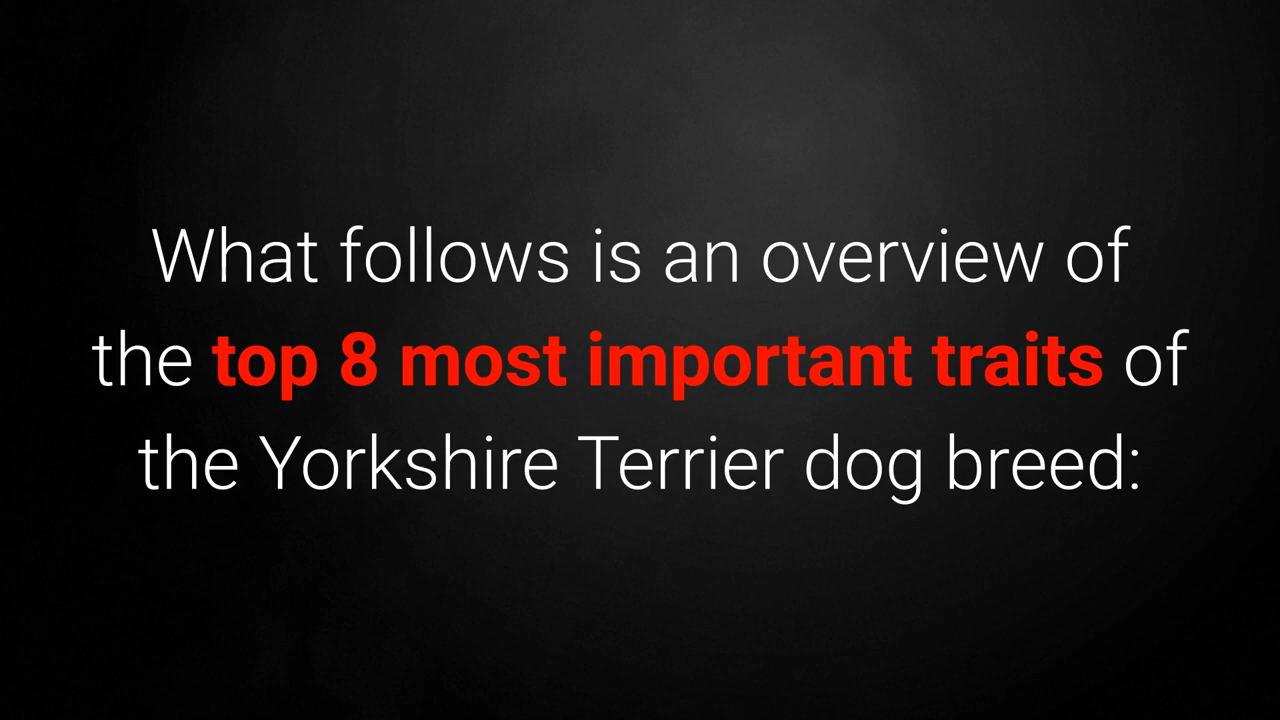 What follows is an overview of
the top 8 most important traits of
the Yorkshire Terrier dog breed: